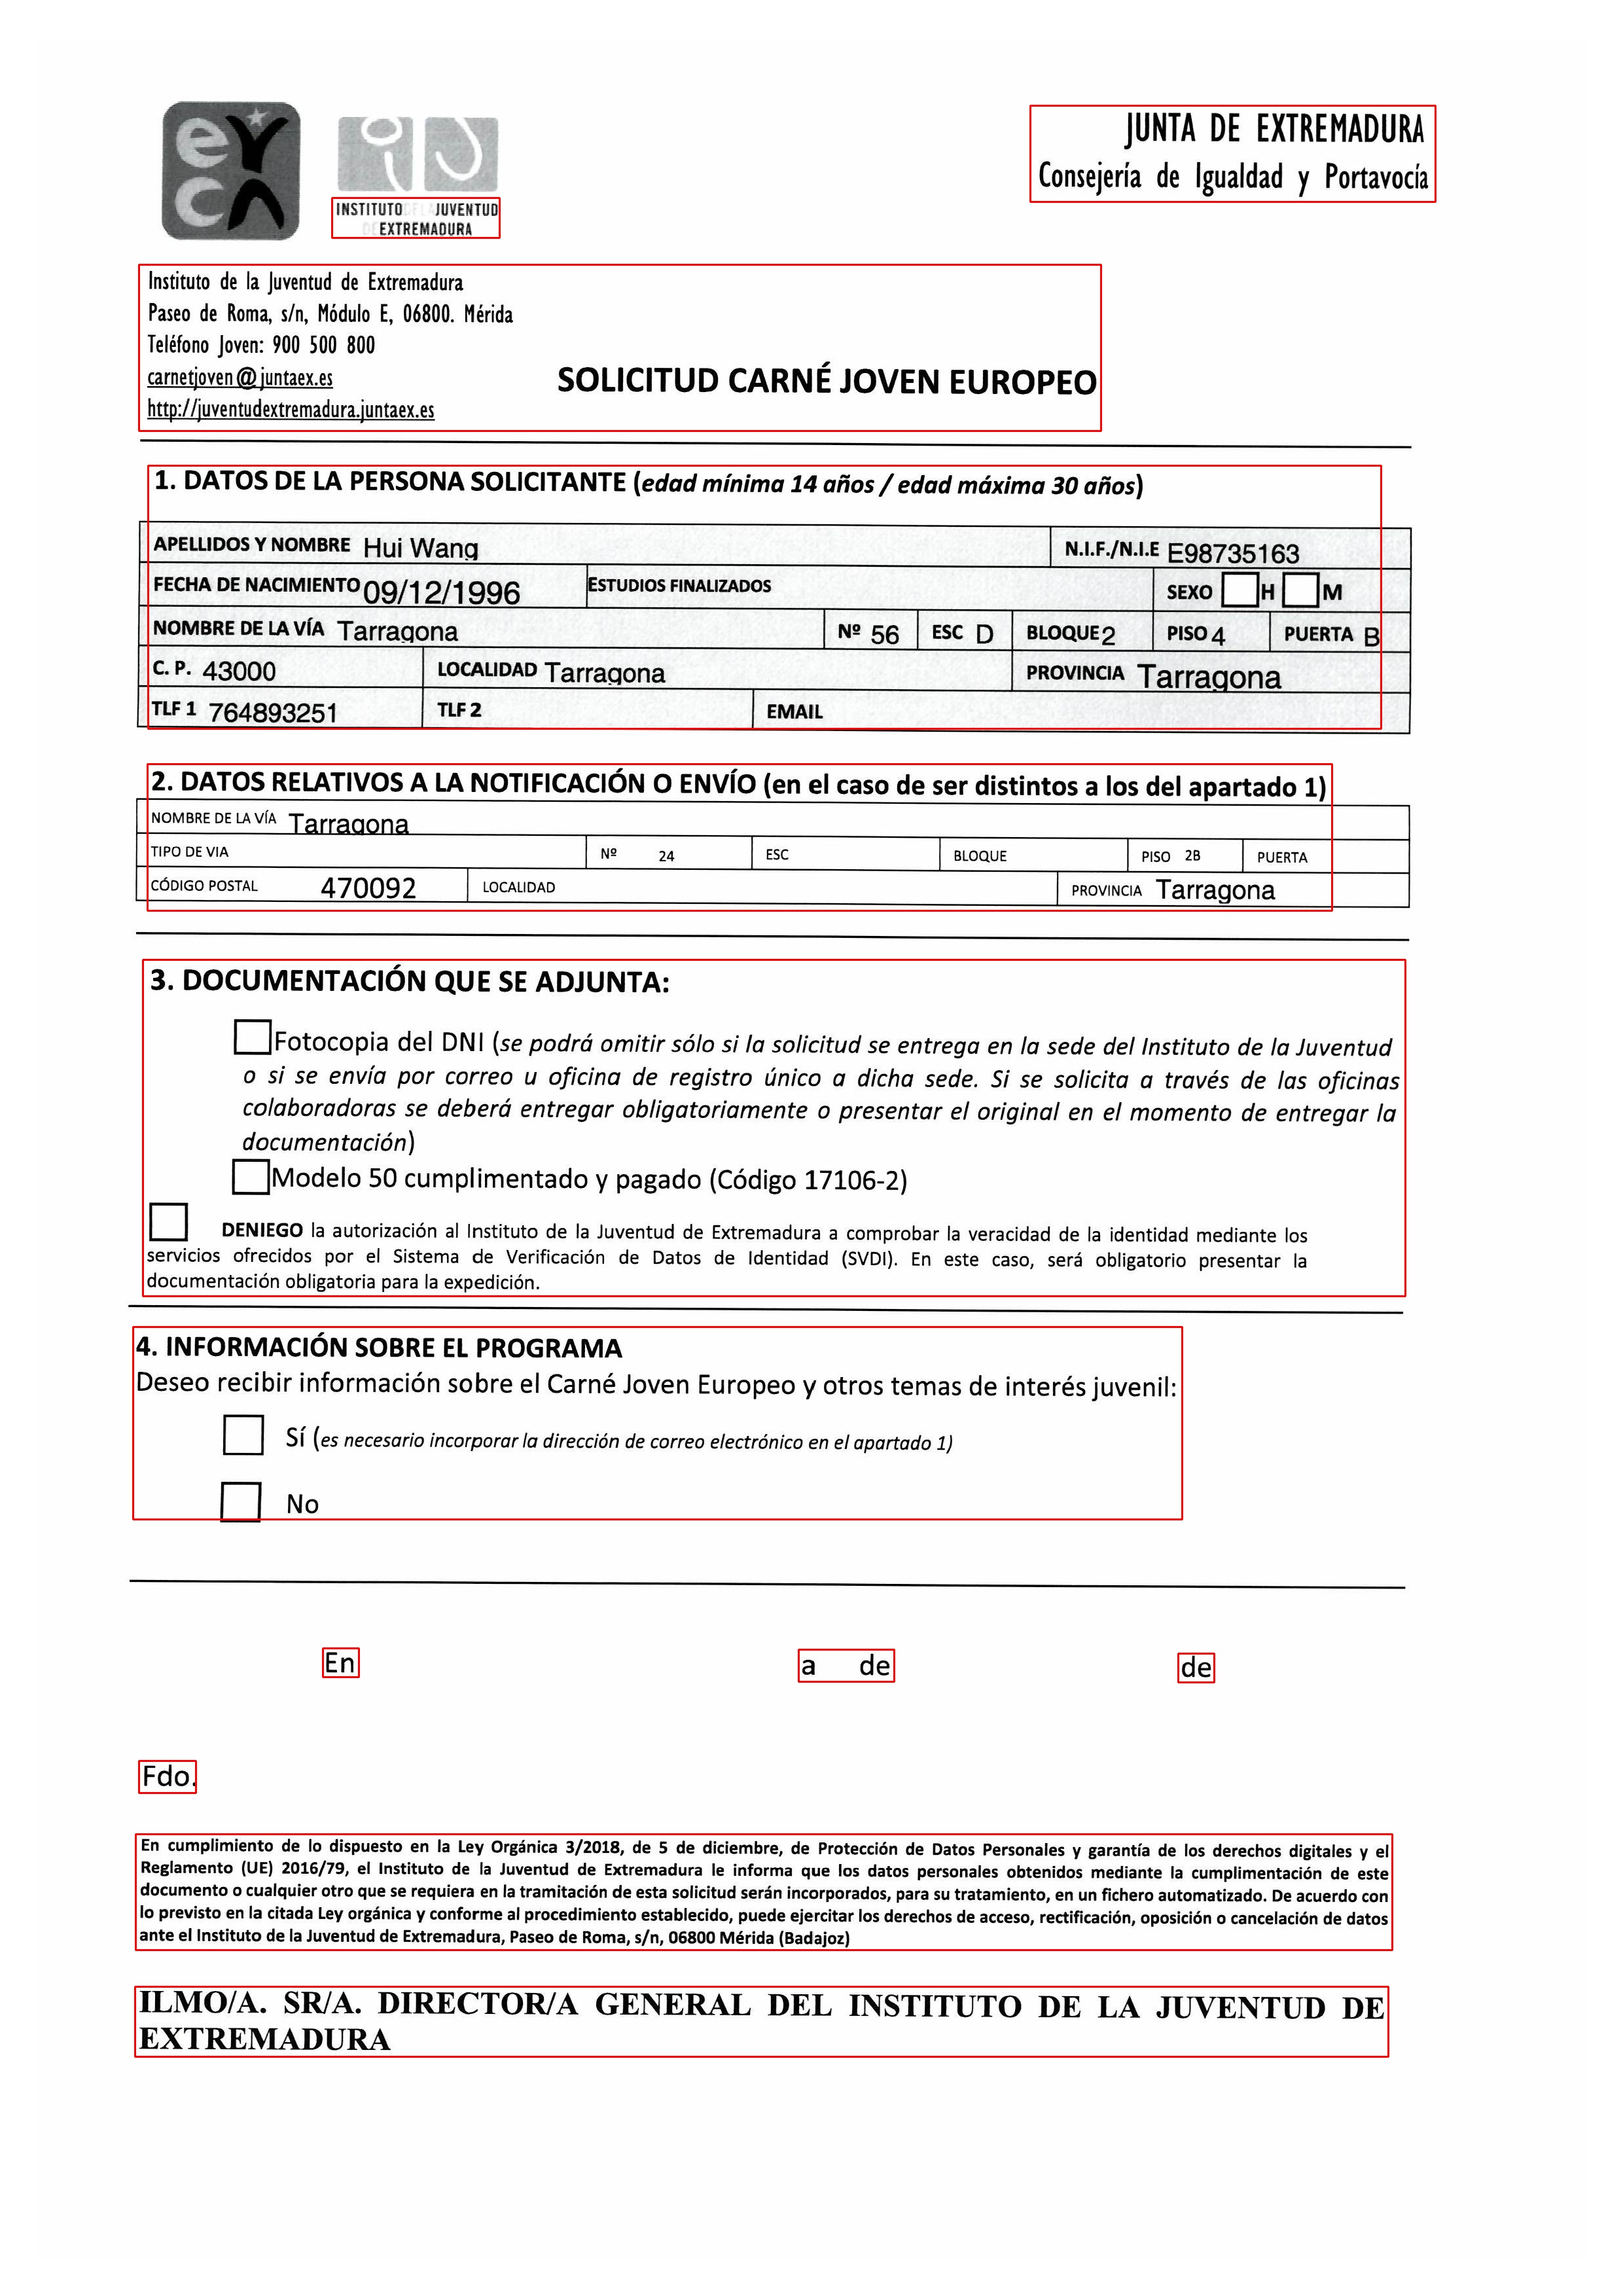 eyca
INSTITUTO DE LA JUVENTUD
DE EXTREMADURA
JUNTA DE EXTREMADURA
Consejería de Igualdad y Portavocía
Instituto de la Juventud de Extremadura
Paseo de Roma, s/n, Módulo E, 06800. Mérida
Teléfono Joven: 900 500 800
carnetjoven@juntaex.es
http://juventudextremadura.juntaex.es
SOLICITUD CARNÉ JOVEN EUROPEO
1. DATOS DE LA PERSONA SOLICITANTE (edad mínima 14 años / edad máxima 30 años)
APELLIDOS Y NOMBRE Hui Wang N.I.F./N.I.E E98735163
FECHA DE NACIMIENTO 09/12/1996 ESTUDIOS FINALIZADOS SEXO H M
NOMBRE DE LA VÍA Tarragona Nº 56 ESC D BLOQUE 2 PISO 4 PUERTA B
C. P. 43000 LOCALIDAD Tarragona PROVINCIA Tarragona
TLF 1 764893251 TLF 2 EMAIL
2. DATOS RELATIVOS A LA NOTIFICACIÓN O ENVÍO (en el caso de ser distintos a los del apartado 1)
NOMBRE DE LA VÍA Tarragona
TIPO DE VIA Nº 24 ESC BLOQUE PISO 2B PUERTA
CÓDIGO POSTAL 470092 LOCALIDAD PROVINCIA Tarragona
3. DOCUMENTACIÓN QUE SE ADJUNTA:
Fotocopia del DNI (se podrá omitir sólo si la solicitud se entrega en la sede del Instituto de la Juventud
o si se envía por correo u oficina de registro único a dicha sede. Si se solicita a través de las oficinas
colaboradoras se deberá entregar obligatoriamente o presentar el original en el momento de entregar la
documentación)
Modelo 50 cumplimentado y pagado (Código 17106-2)
DENIEGO la autorización al Instituto de la Juventud de Extremadura a comprobar la veracidad de la identidad mediante los
servicios ofrecidos por el Sistema de Verificación de Datos de Identidad (SVDI). En este caso, será obligatorio presentar la
documentación obligatoria para la expedición.
4. INFORMACIÓN SOBRE EL PROGRAMA
Deseo recibir información sobre el Carné Joven Europeo y otros temas de interés juvenil:
Sí (es necesario incorporar la dirección de correo electrónico en el apartado 1)
No
En a de de
Fdo.
En cumplimiento de lo dispuesto en la Ley Orgánica 3/2018, de 5 de diciembre, de Protección de Datos Personales y garantía de los derechos digitales y el
Reglamento (UE) 2016/79, el Instituto de la Juventud de Extremadura le informa que los datos personales obtenidos mediante la cumplimentación de este
documento o cualquier otro que se requiera en la tramitación de esta solicitud serán incorporados, para su tratamiento, en un fichero automatizado. De acuerdo con
lo previsto en la citada Ley orgánica y conforme al procedimiento establecido, puede ejercitar los derechos de acceso, rectificación, oposición o cancelación de datos
ante el Instituto de la Juventud de Extremadura, Paseo de Roma, s/n, 06800 Mérida (Badajoz)
ILMO/A. SR/A. DIRECTOR/A GENERAL DEL INSTITUTO DE LA JUVENTUD DE
EXTREMADURA